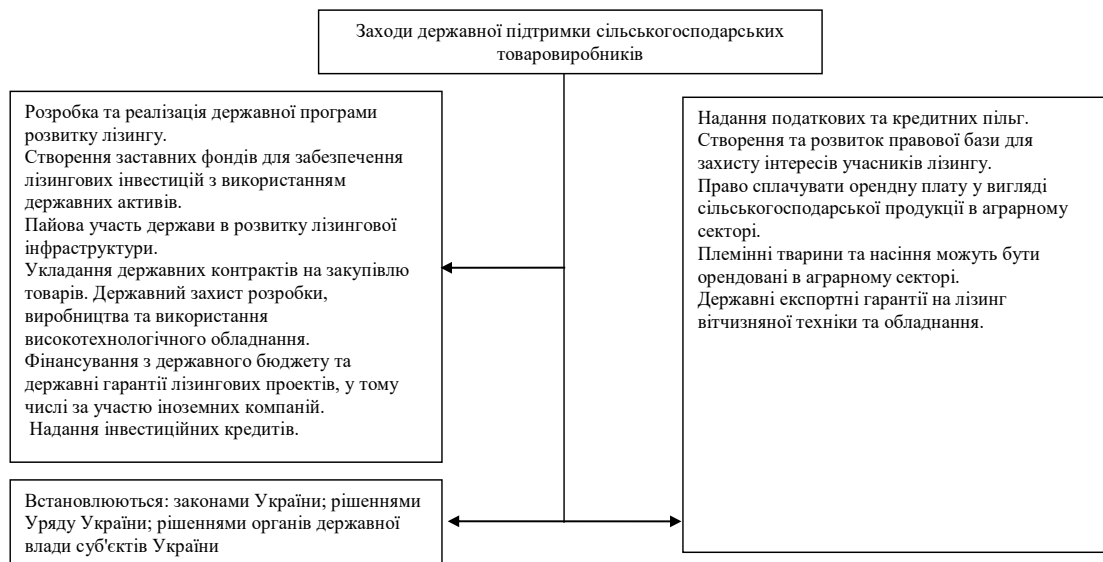 Заходи державної підтримки сільськогосподарських
товаровиробників
Розробка та реалізація державної програми
розвитку лізингу.
Створення заставних фондів для забезпечення
лізингових інвестицій з використанням
державних активів.
Пайова участь держави в розвитку лізингової
інфраструктури.
Укладання державних контрактів на закупівлю
товарів. Державний захист розробки,
виробництва та використання
високотехнологічного обладнання.
Фінансування з державного бюджету та
державні гарантії лізингових проектів, у тому
числі за участю іноземних компаній.
Надання інвестиційних кредитів.
Надання податкових та кредитних пільг.
Створення та розвиток правової бази для
захисту інтересів учасників лізингу.
Право сплачувати орендну плату у вигляді
сільськогосподарської продукції в аграрному
секторі.
Племінні тварини та насіння можуть бути
орендовані в аграрному секторі.
Державні експортні гарантії на лізинг
вітчизняної техніки та обладнання.
Встановлюються: законами України; рішеннями
Уряду України; рішеннями органів державної
влади суб'єктів України